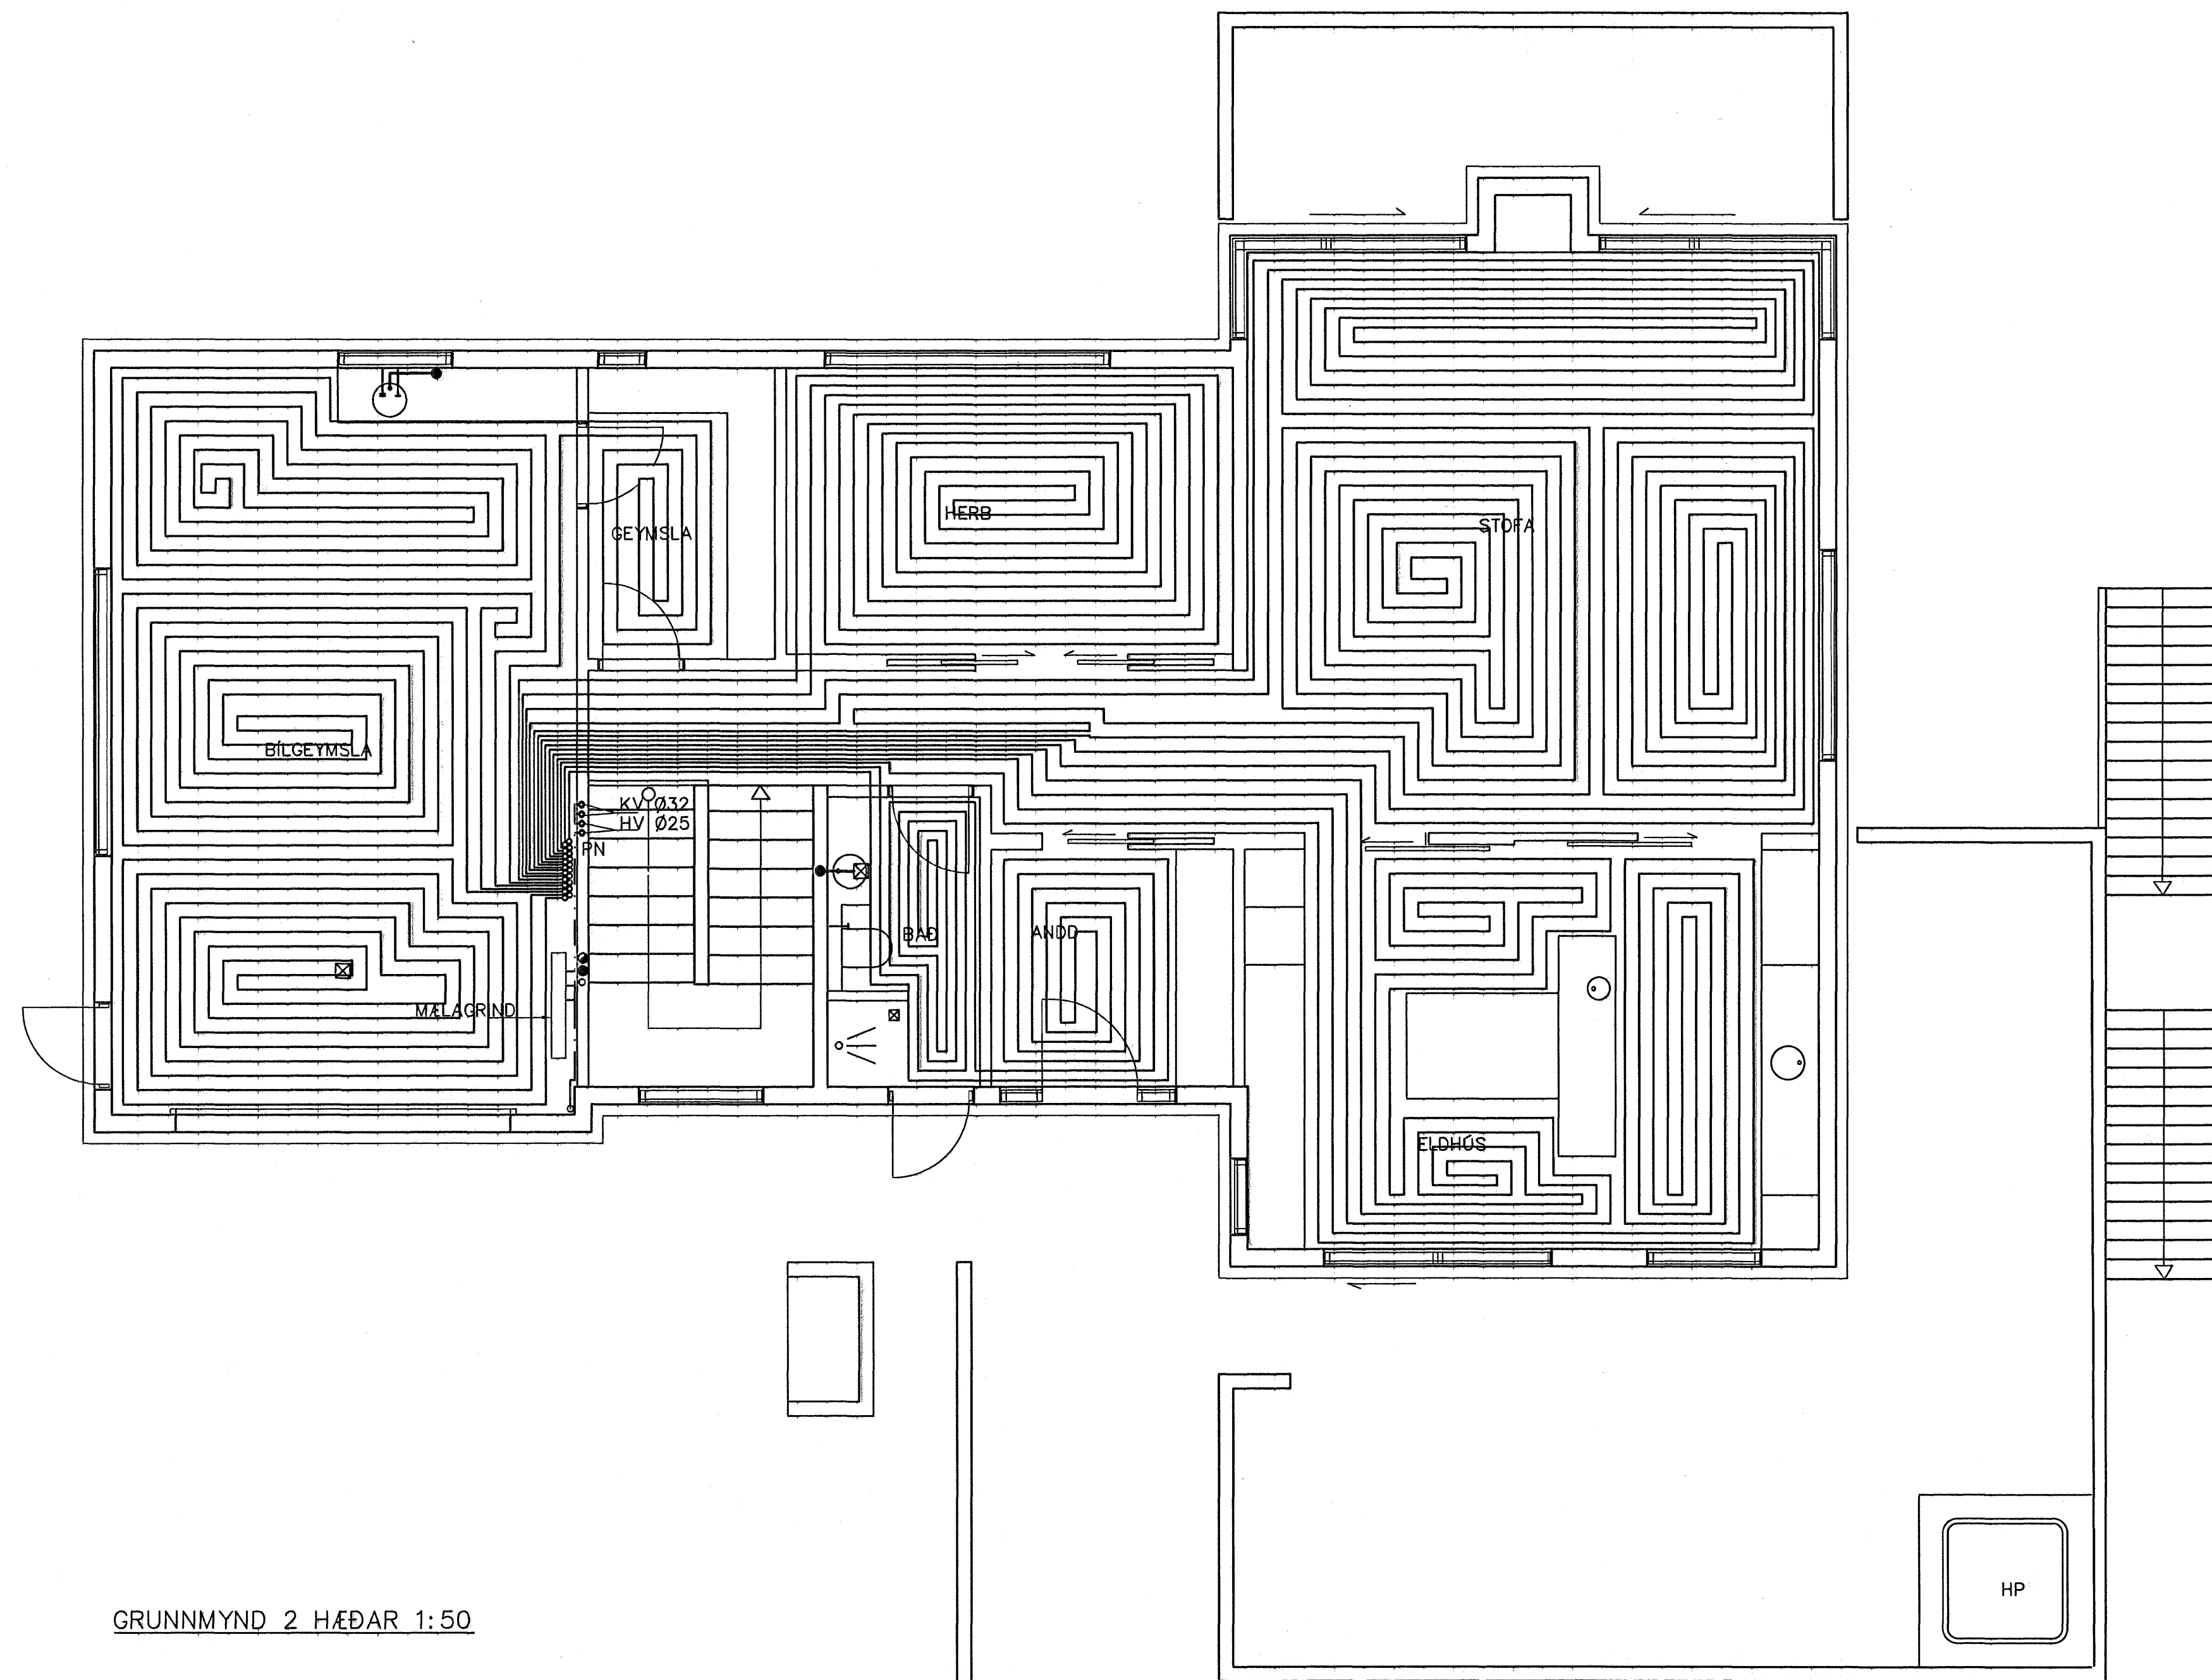 HERB
STOFA
GEYMSLA
BÍLGEYMSLA
KV Ø32
HV Ø25
PN
BAÐ
ANDD
MÆLAGRIND
ELDHÚS
HP
GRUNNMYND 2 HÆÐAR 1:50